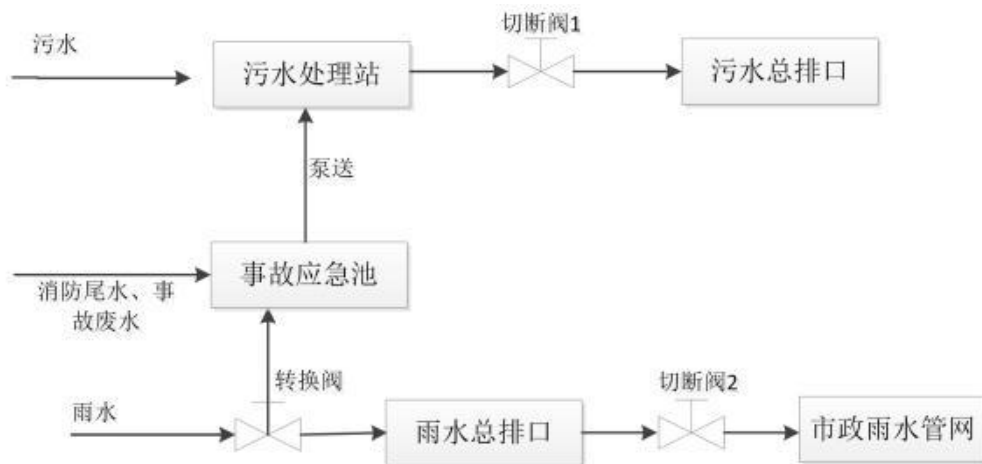 切断阀1
污水
污水处理站
污水总排口
泵送
事故应急池
消防尾水、事
故废水
转换阀
切断阀2
雨水
雨水总排口
市政雨水管网